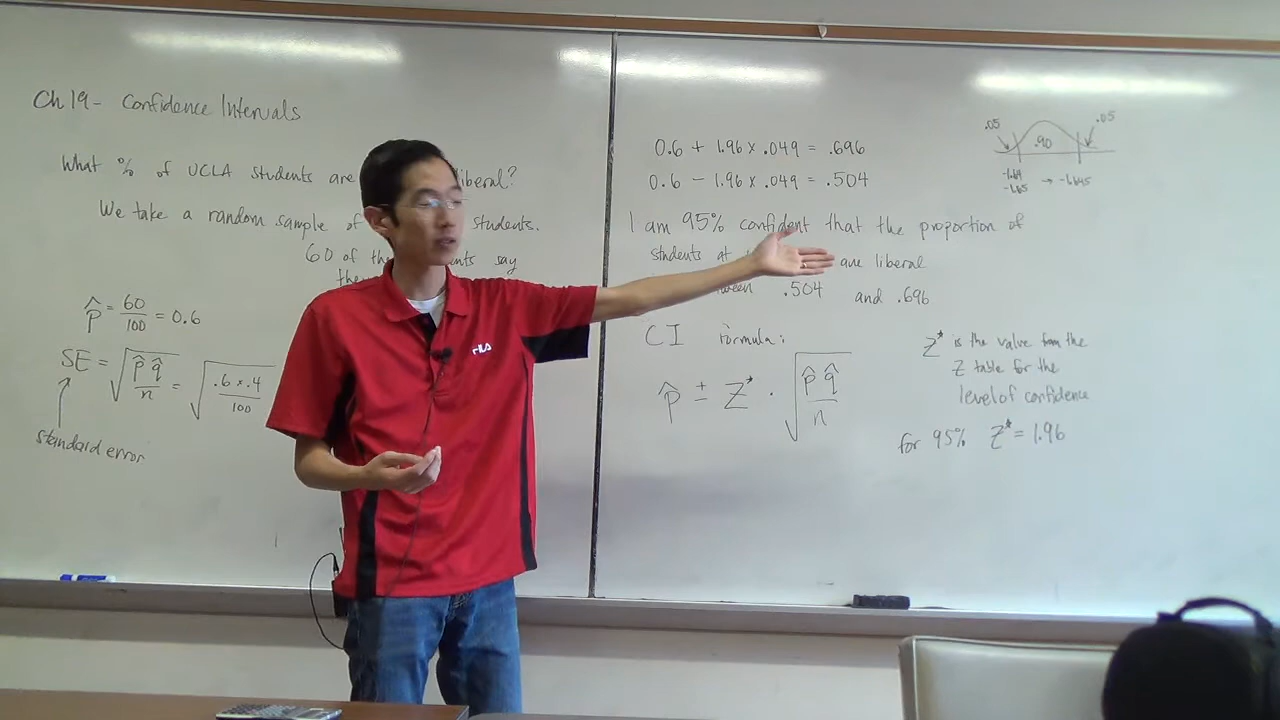 Ch 19 - Confidence Intervals
What % of UCLA students are liberal?
We take a random sample of students.
60 of the say
p̂ = 60/100 = 0.6
SE = √(p̂ q̂ / n) = √(.6 × .4 / 100)
standard error
0.6 + 1.96 × .049 = .696
0.6 - 1.96 × .049 = .504
I am 95% confident that the proportion of
students at are liberal
.504 and .696
CI formula:
p̂ ± Z* · √(p̂ q̂ / n)
.05 .90 .05
-1.64
-1.65 → -1.645
Z* is the value from the
Z table for the
level of confidence
for 95% Z* = 1.96
FILA